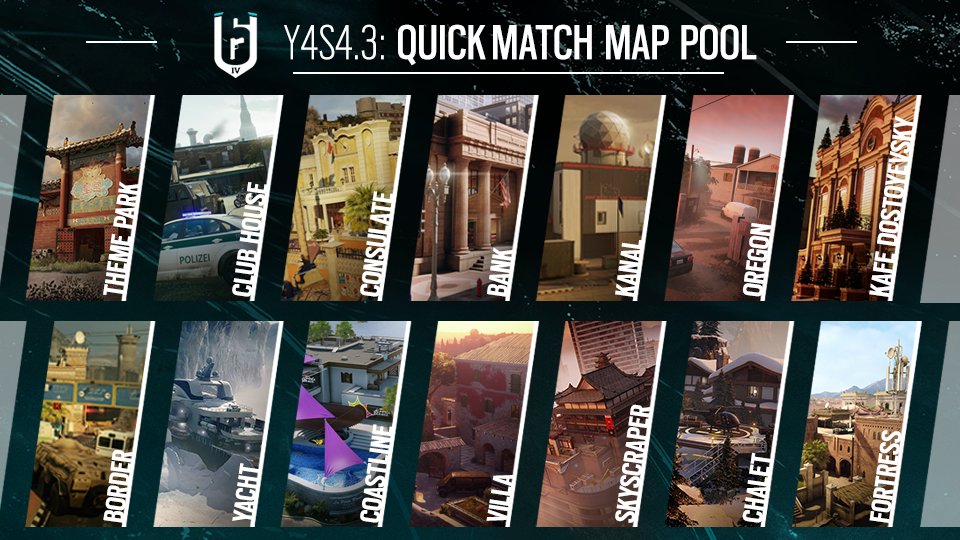 Y4S4.3: QUICK MATCH MAP POOL
IV
THEME PARK
CLUB HOUSE
POLIZEI
CONSULATE
BANK
KANAL
OREGON
KAFE DOSTOYEVSKY
BORDER
YACHT
COASTLINE
VILLA
SKYSCRAPER
CHALET
FORTRESS